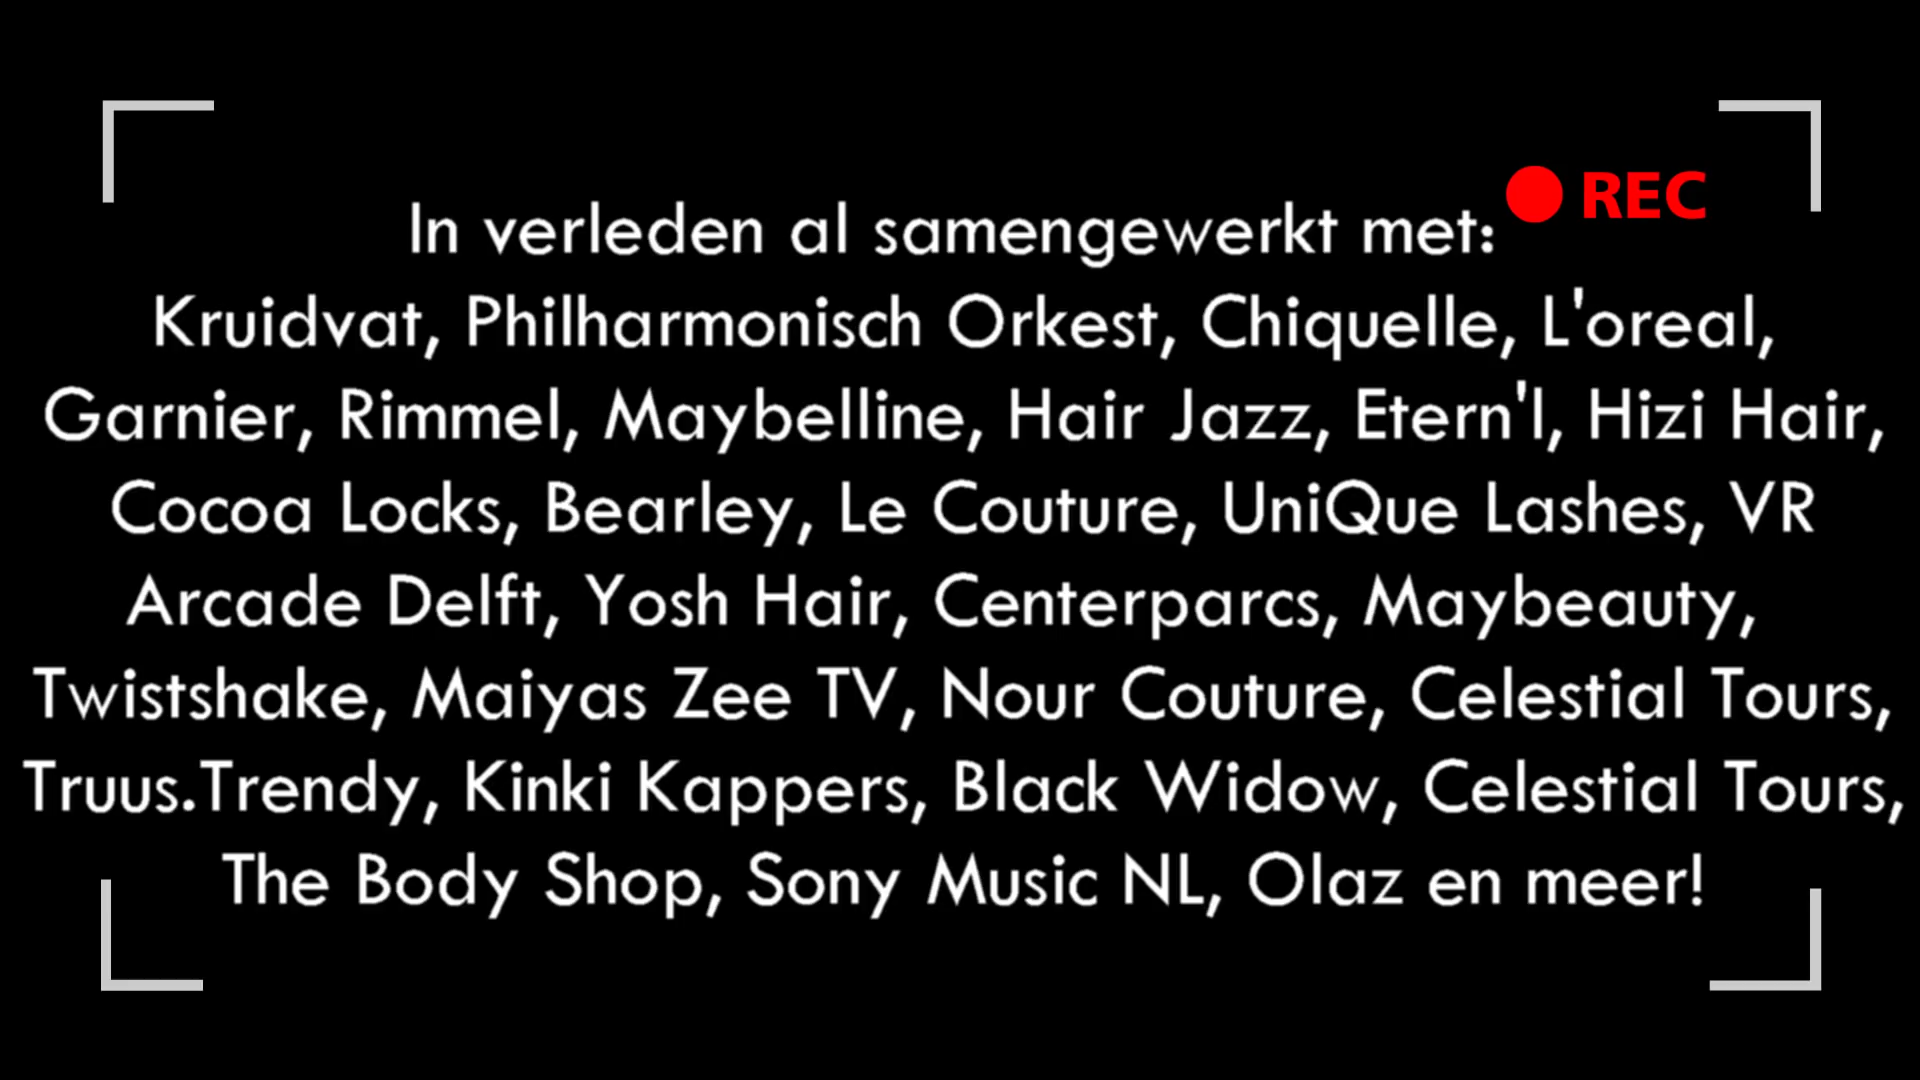 REC
In verleden al samengewerkt met:
Kruidvat, Philharmonisch Orkest, Chiquelle, L'oreal,
Garnier, Rimmel, Maybelline, Hair Jazz, Etern'l, Hizi Hair,
Cocoa Locks, Bearley, Le Couture, UniQue Lashes, VR
Arcade Delft, Yosh Hair, Centerparcs, Maybeauty,
Twistshake, Maiyas Zee TV, Nour Couture, Celestial Tours,
Truus.Trendy, Kinki Kappers, Black Widow, Celestial Tours,
The Body Shop, Sony Music NL, Olaz en meer!